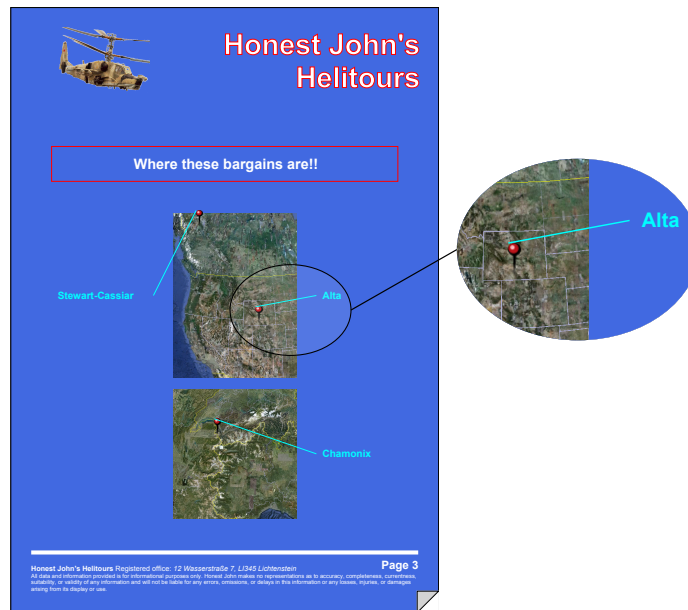 Honest John's
Helitours
Where these bargains are!!
Alta
Stewart-Cassiar
Alta
Chamonix
Honest John's Helitours Registered office: 12 Wasserstraße 7, LI345 Lichtenstein
Page 3
All data and information provided is for informational purposes only. Honest John makes no representations as to accuracy, completeness, currentness,
suitability, or validity of any information and will not be liable for any errors, omissions, or delays in this information or any losses, injuries, or damages
arising from its display or use.